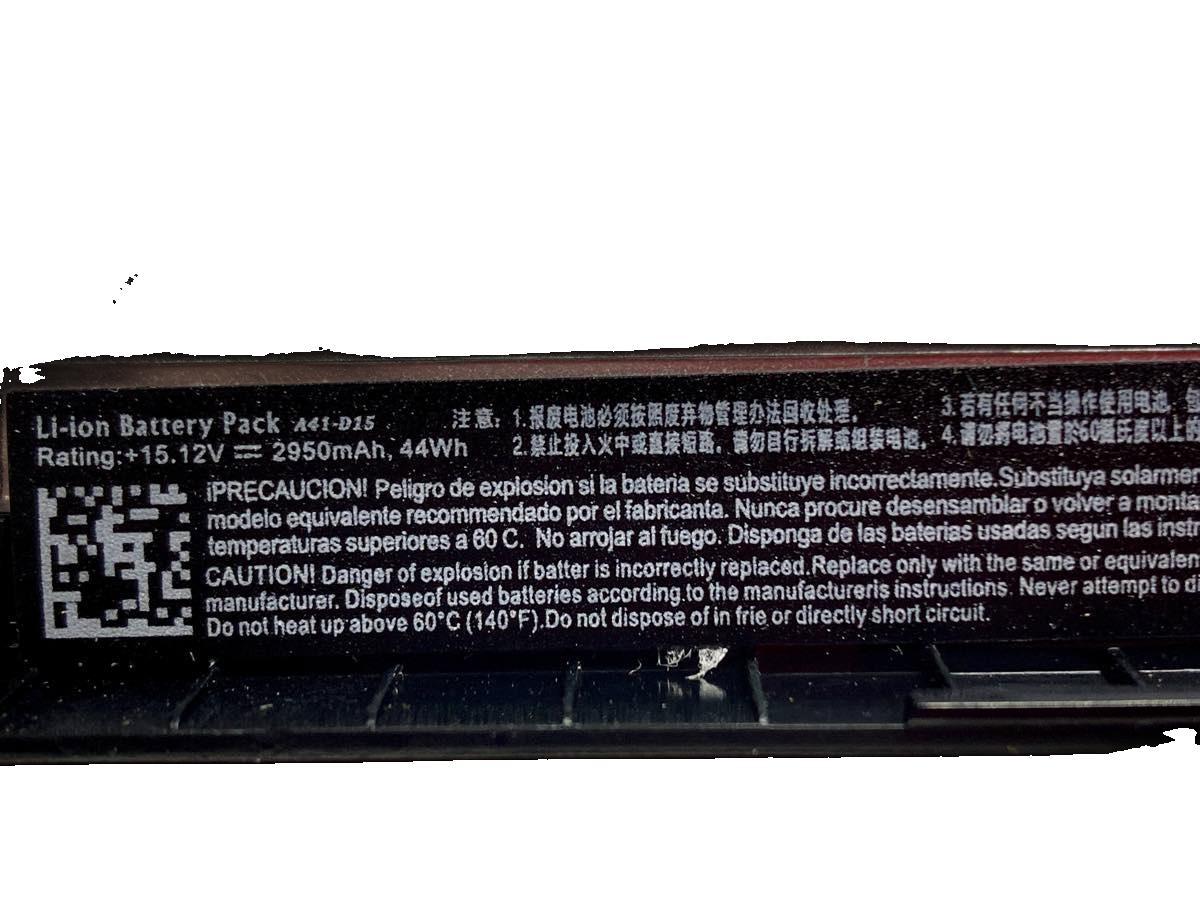 Li-ion Battery Pack A41-D15
Rating:+15.12V ⎓ 2950mAh, 44Wh
注意: 1.报废电池必须按照废弃物管理办法回收处理。
2.禁止投入火中或直接短路。请勿自行拆解或组装电池。
3.若有任何不当操作使用电池,
4.请勿将电池置於60摄氏度以上
¡PRECAUCION! Peligro de explosion si la bateria se substituye incorrectamente.Substituya solarme
modelo equivalente recommendado por el fabricanta. Nunca procure desensamblar o volver a monta
temperaturas superiores a 60 C. No arrojar al fuego. Disponga de las baterias usadas segun las inst
CAUTION! Danger of explosion if batter is incorrectly replaced.Replace only with the same or equivalen
manufacturer. Disposeof used batteries according.to the manufactureris instructions. Never attempt to di
Do not heat up above 60°C (140°F).Do not dispose of in frie or directly short circuit.